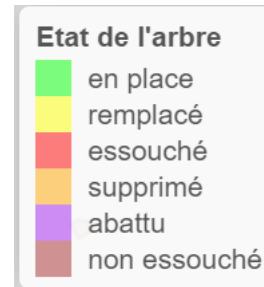 Etat de l'arbre
en place
remplacé
essouché
supprimé
abattu
non essouché